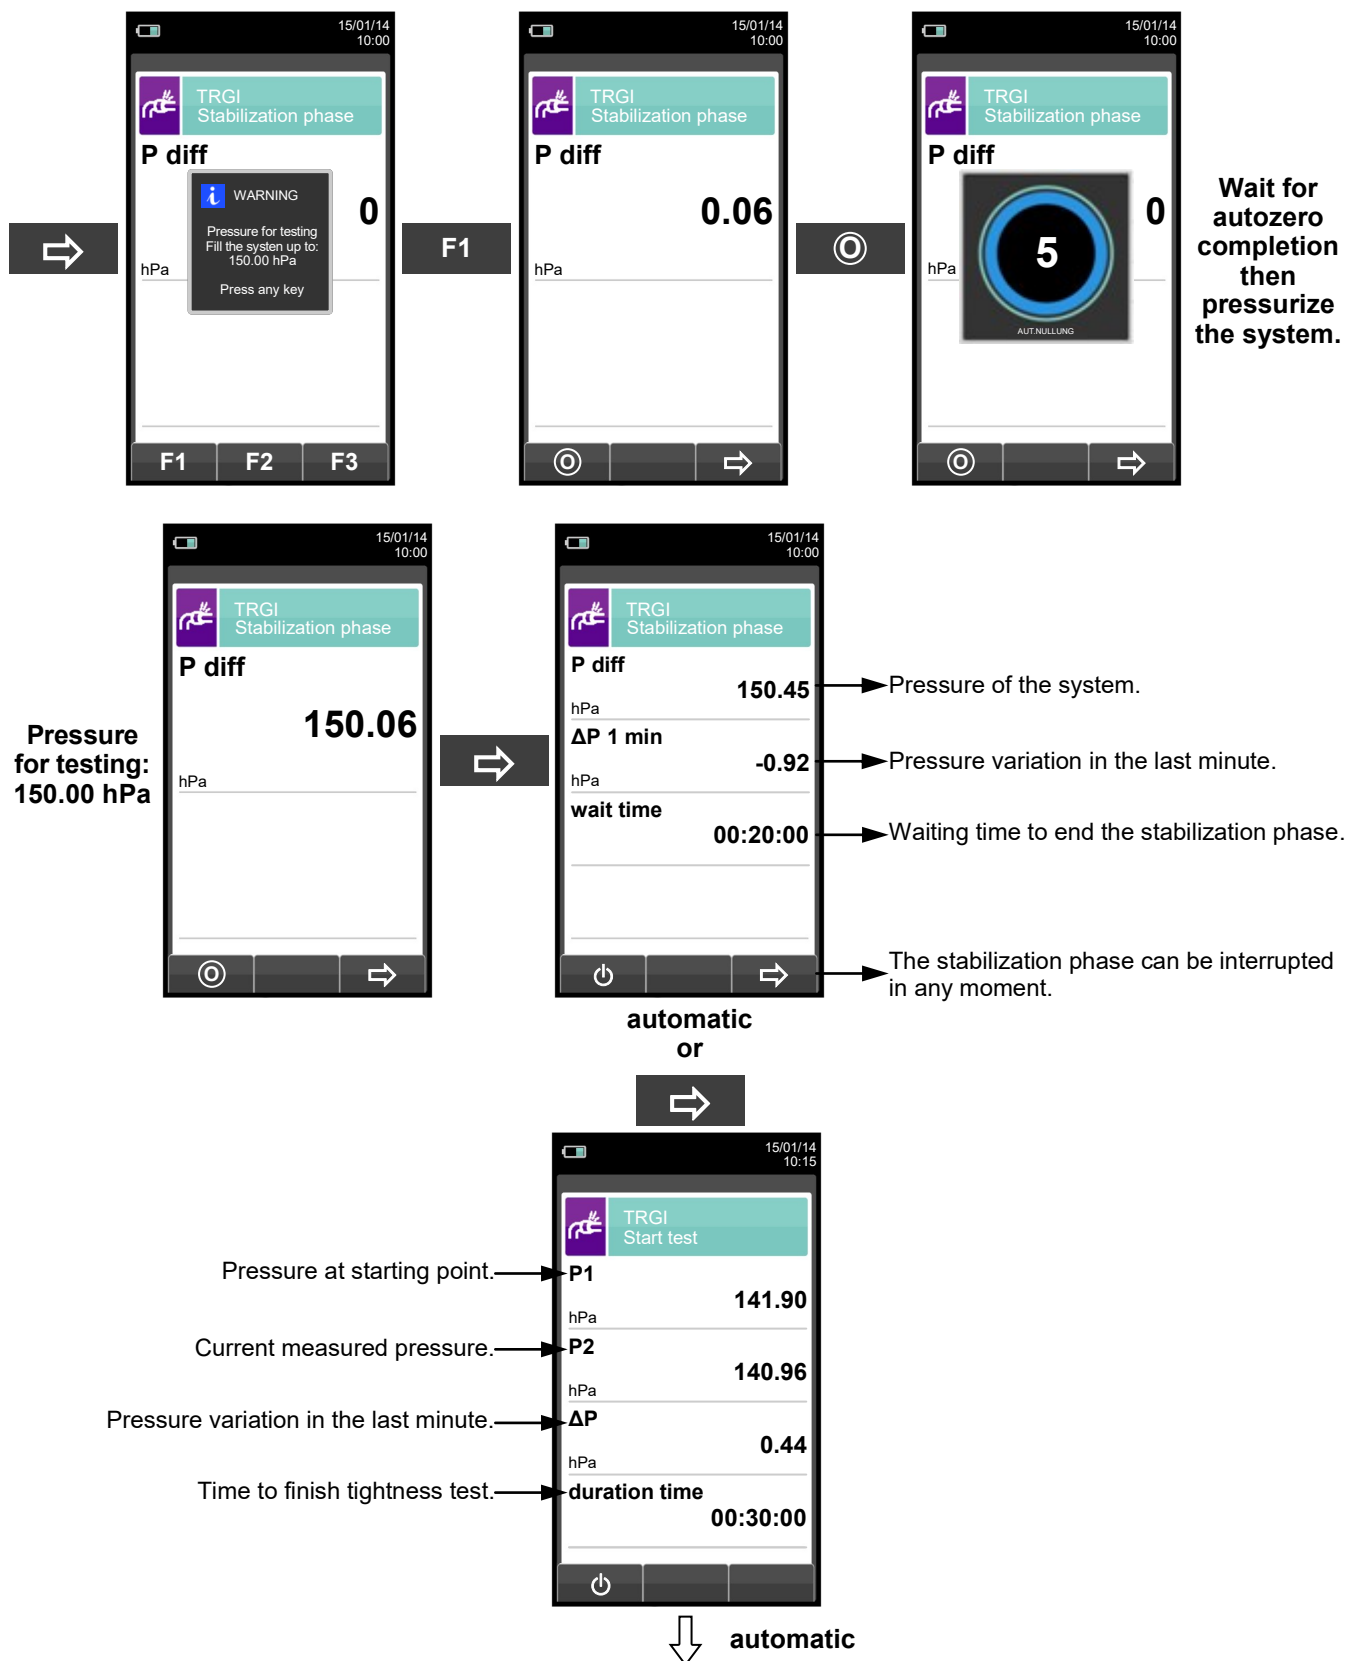 15/01/14
10:00
TRGI
Stabilization phase
P diff
WARNING
Pressure for testing
Fill the systen up to:
150.00 hPa
Press any key
0
hPa
F1 F2 F3
F1
15/01/14
10:00
TRGI
Stabilization phase
P diff
0.06
hPa
15/01/14
10:00
TRGI
Stabilization phase
P diff
0
5
hPa
AUT.NULLUNG
Wait for
autozero
completion
then
pressurize
the system.
Pressure
for testing:
150.00 hPa
15/01/14
10:00
TRGI
Stabilization phase
P diff
150.06
hPa
15/01/14
10:00
TRGI
Stabilization phase
P diff
150.45
hPa
ΔP 1 min
-0.92
hPa
wait time
00:20:00
Pressure of the system.
Pressure variation in the last minute.
Waiting time to end the stabilization phase.
The stabilization phase can be interrupted
in any moment.
automatic
or
15/01/14
10:15
TRGI
Start test
Pressure at starting point.
P1
141.90
hPa
Current measured pressure.
P2
140.96
hPa
Pressure variation in the last minute.
ΔP
0.44
hPa
Time to finish tightness test.
duration time
00:30:00
automatic